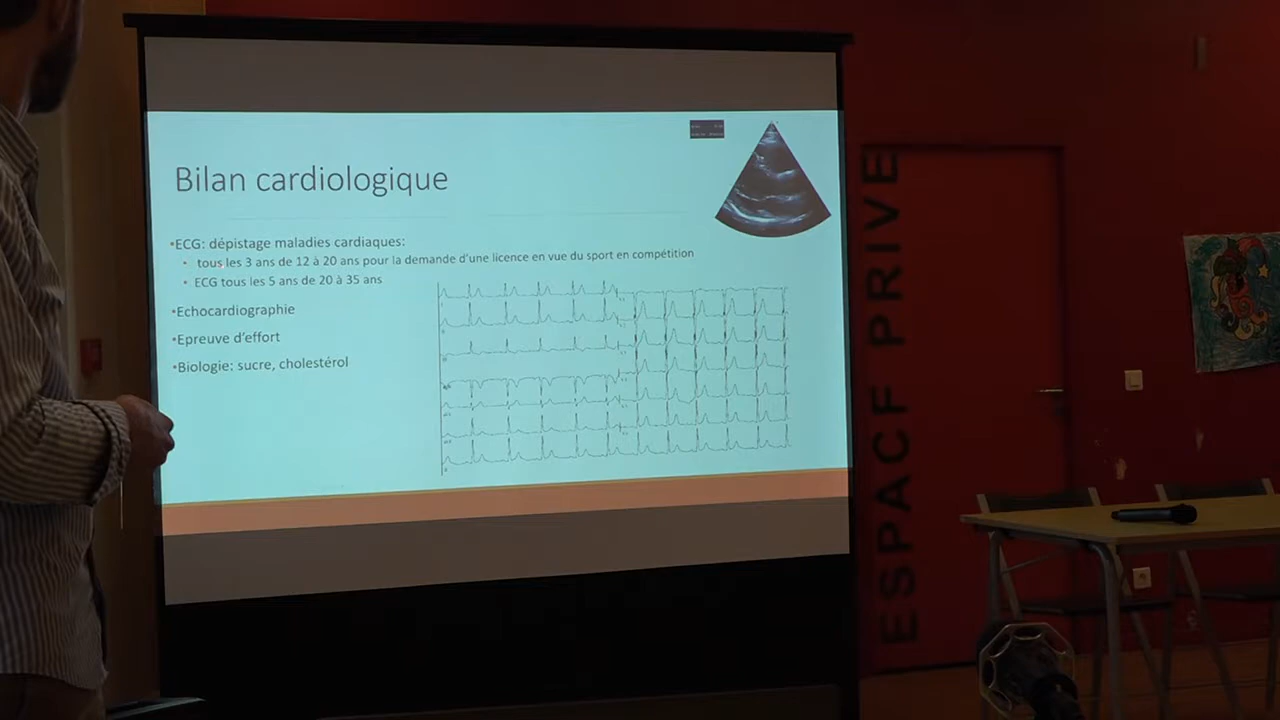 Bilan cardiologique
•ECG: dépistage maladies cardiaques:
• tous les 3 ans de 12 à 20 ans pour la demande d'une licence en vue du sport en compétition
• ECG tous les 5 ans de 20 à 35 ans
•Echocardiographie
•Epreuve d'effort
•Biologie: sucre, cholestérol
ESPACE PRIVE